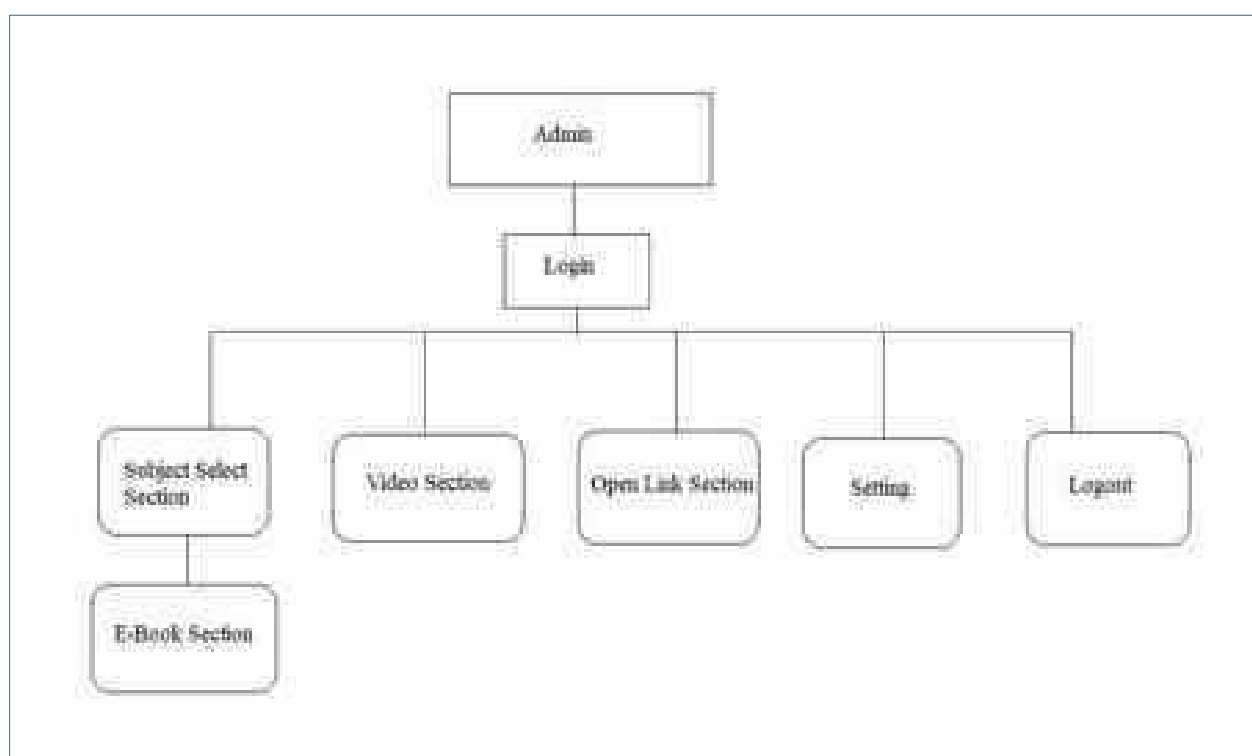 Admin
Login
Subject Select
Section
Video Section
Open Link Section
Setting
Logout
E-Book Section